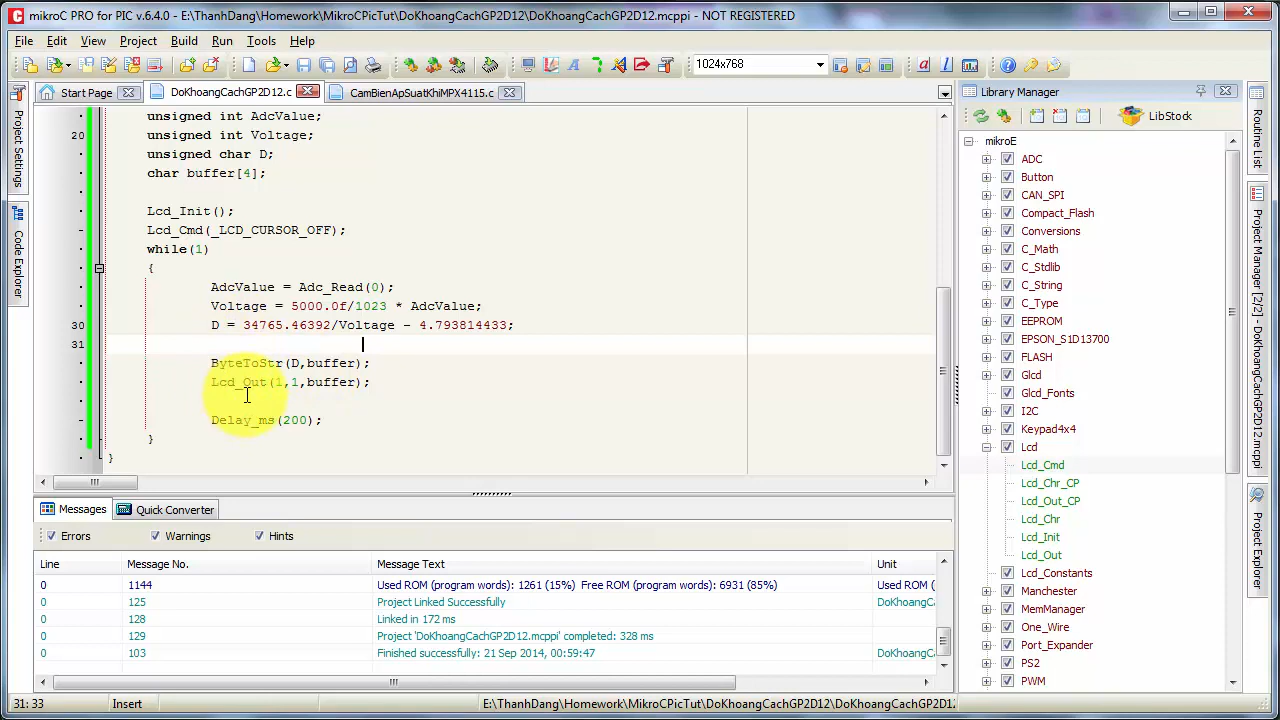 mikroC PRO for PIC v.6.4.0 - E:\ThanhDang\Homework\MikroCPicTut\DoKhoangCachGP2D12\DoKhoangCachGP2D12.mcppi - NOT REGISTERED
File Edit View Project Build Run Tools Help
1024x768
Start Page
DoKhoangCachGP2D12.c
CamBienApSuatKhiMPX4115.c
unsigned int AdcValue;
20 unsigned int Voltage;
unsigned char D;
char buffer[4];
Lcd_Init();
Lcd_Cmd(_LCD_CURSOR_OFF);
while(1)
{
AdcValue = Adc_Read(0);
Voltage = 5000.0f/1023 * AdcValue;
30 D = 34765.46392/Voltage - 4.793814433;
31
ByteToStr(D,buffer);
Lcd_Out(1,1,buffer);
Delay_ms(200);
}
}
Project Settings
Code Explorer
Messages
Quick Converter
Errors Warnings Hints
Line Message No. Message Text Unit
0 1144 Used ROM (program words): 1261 (15%) Free ROM (program words): 6931 (85%) Used ROM (
0 125 Project Linked Successfully DoKhoangCa
0 128 Linked in 172 ms
0 129 Project 'DoKhoangCachGP2D12.mcppi' completed: 328 ms
0 103 Finished successfully: 21 Sep 2014, 00:59:47 DoKhoangCa
Library Manager
LibStock
mikroE
ADC
Button
CAN_SPI
Compact_Flash
Conversions
C_Math
C_Stdlib
C_String
C_Type
EEPROM
EPSON_S1D13700
FLASH
Glcd
Glcd_Fonts
I2C
Keypad4x4
Lcd
Lcd_Cmd
Lcd_Chr_CP
Lcd_Out_CP
Lcd_Chr
Lcd_Init
Lcd_Out
Lcd_Constants
Manchester
MemManager
One_Wire
Port_Expander
PS2
PWM
Routine List
Project Manager [2/2] - DoKhoangCachGP2D12.mcppi
Project Explorer
31: 33 Insert E:\ThanhDang\Homework\MikroCPicTut\DoKhoangCachGP2D12\DoKhoangCachGP2D12.